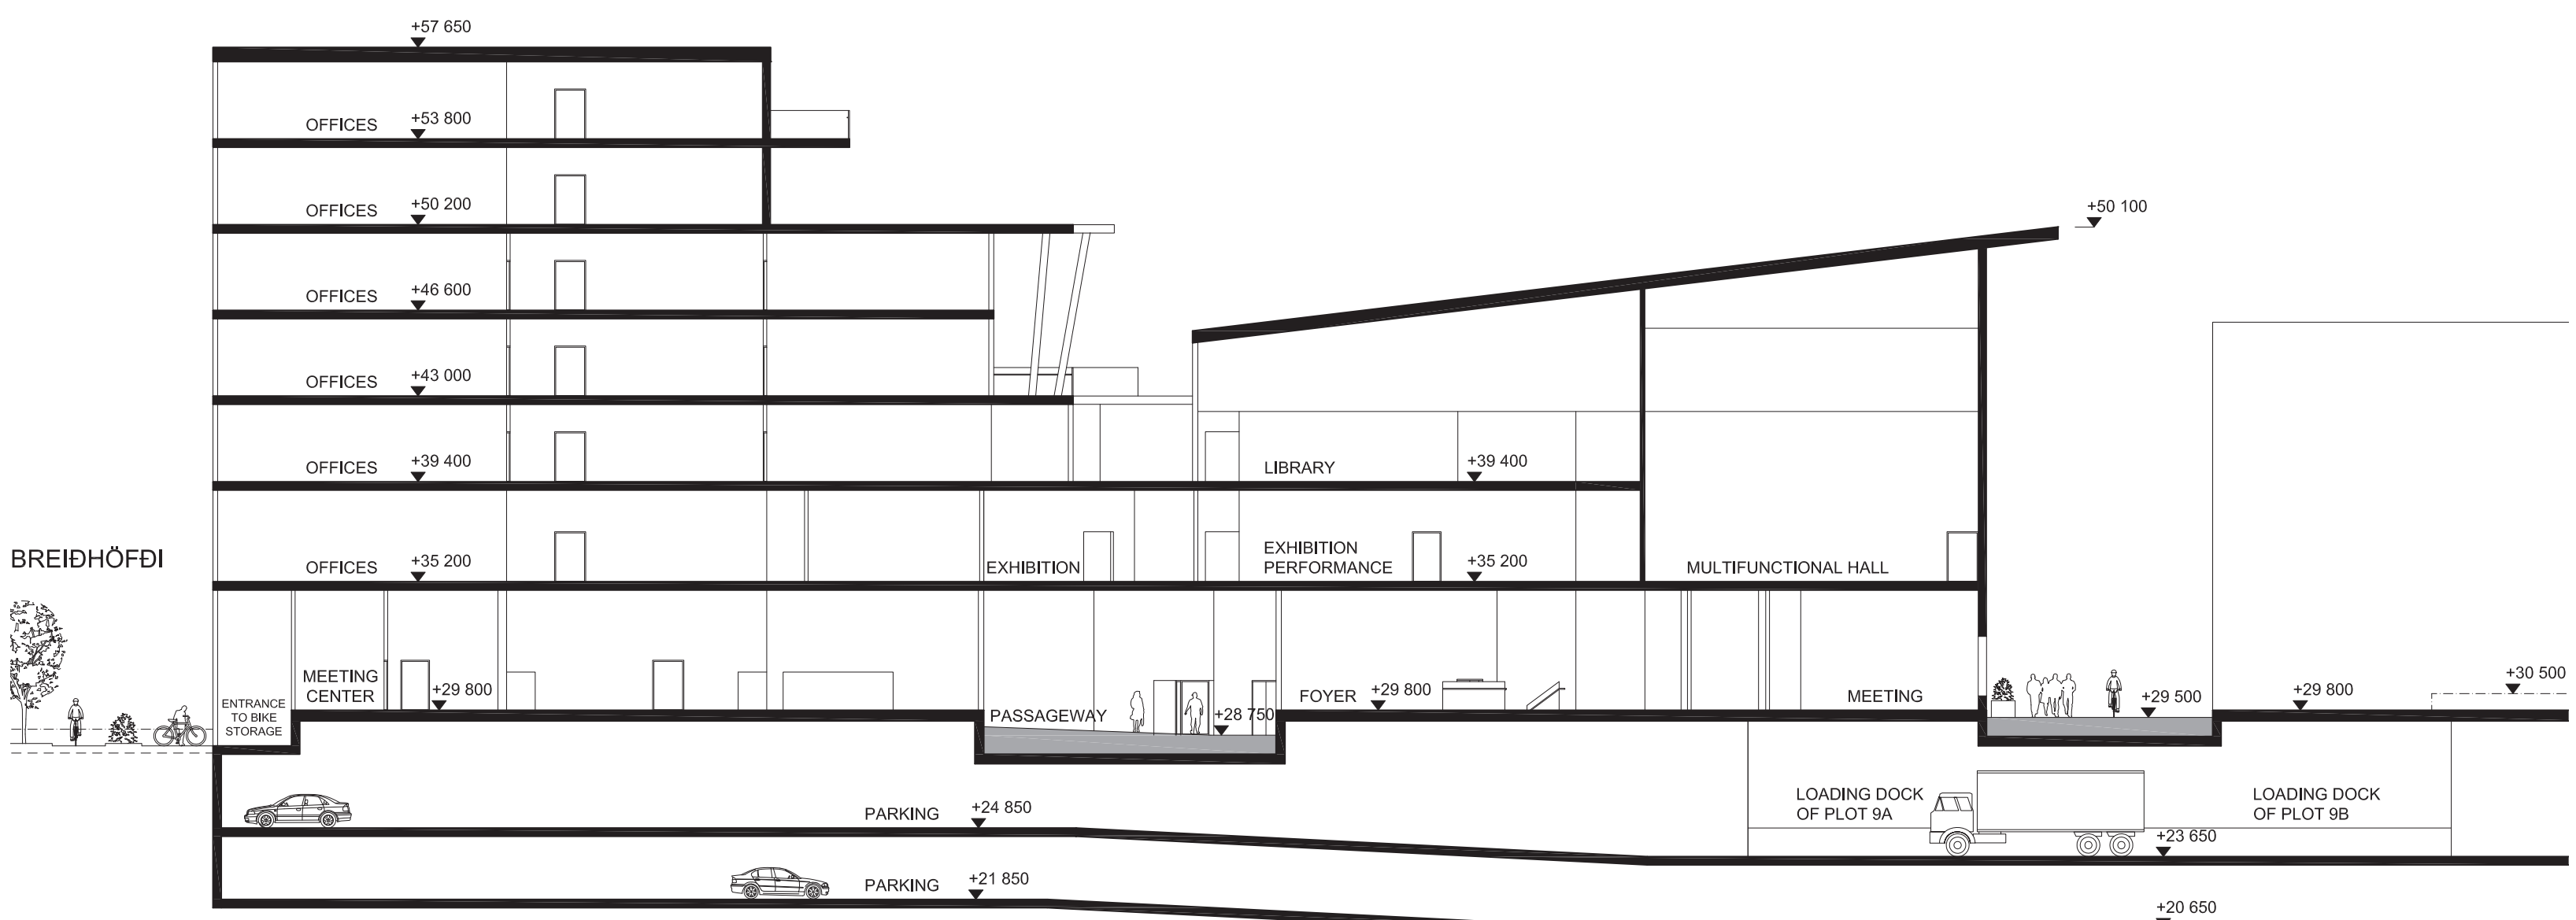 +57 650
OFFICES +53 800
OFFICES +50 200
+50 100
OFFICES +46 600
OFFICES +43 000
OFFICES +39 400
LIBRARY +39 400
BREIÐHÖFÐI
OFFICES +35 200
EXHIBITION
EXHIBITION
PERFORMANCE
+35 200
MULTIFUNCTIONAL HALL
ENTRANCE
TO BIKE
STORAGE
MEETING
CENTER
+29 800
PASSAGEWAY
+28 750
FOYER +29 800
MEETING
+29 500
+29 800
+30 500
PARKING +24 850
LOADING DOCK
OF PLOT 9A
+23 650
LOADING DOCK
OF PLOT 9B
PARKING +21 850
+20 650